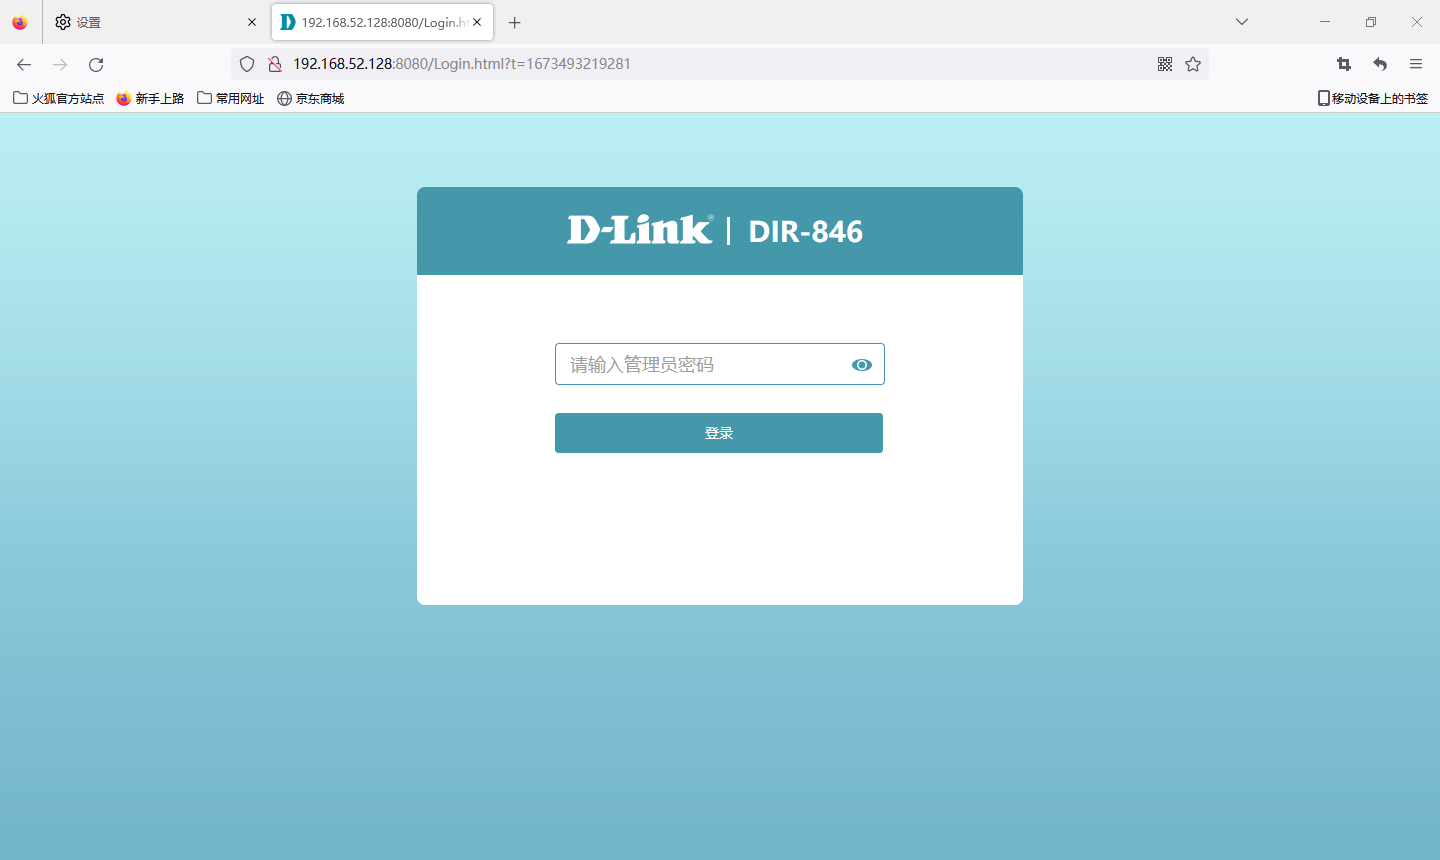 设置
192.168.52.128:8080/Login.ht
192.168.52.128:8080/Login.html?t=1673493219281
火狐官方站点 新手上路 常用网址 京东商城 移动设备上的书签
D-Link® | DIR-846
请输入管理员密码
登录